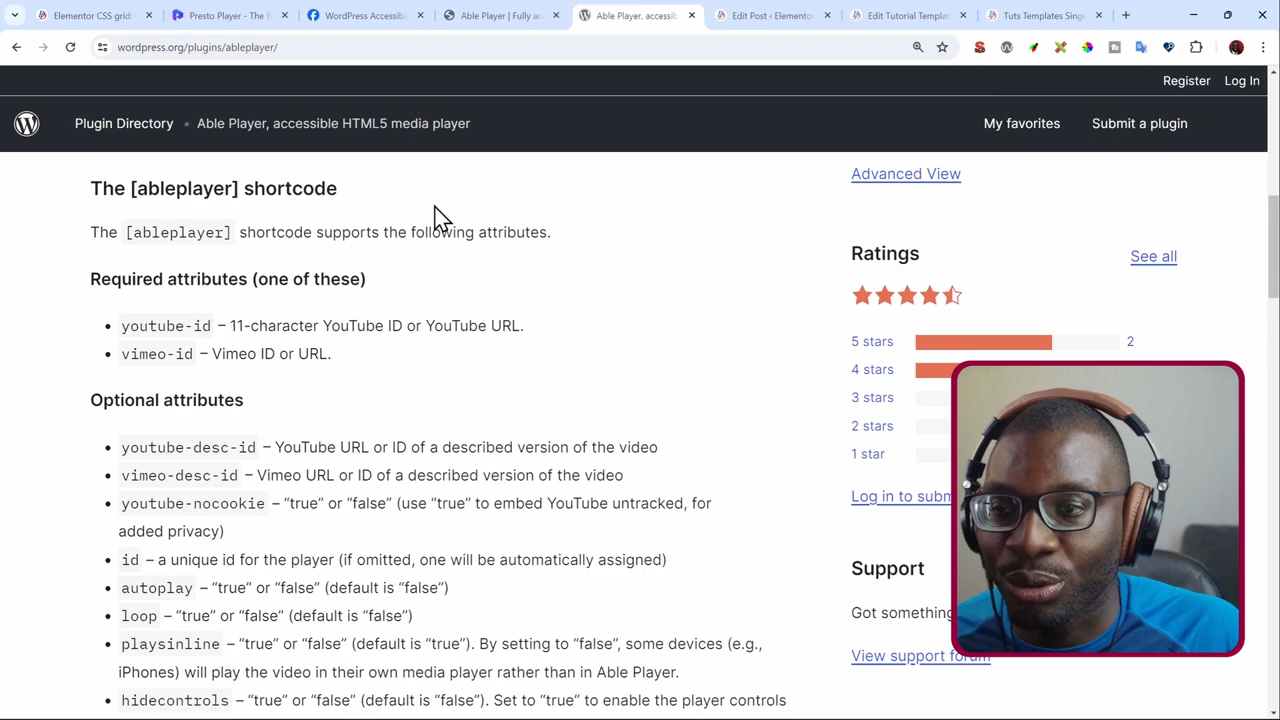 Elementor CSS grid:
Presto Player - The B
WordPress Accessibi
Able Player | Fully ac
Able Player, accessib
Edit Post ‹ Elementor
Edit Tutorial Templat
Tuts Templates Singl
wordpress.org/plugins/ableplayer/
Register Log In
Plugin Directory • Able Player, accessible HTML5 media player
My favorites Submit a plugin
The [ableplayer] shortcode
The [ableplayer] shortcode supports the following attributes.
Required attributes (one of these)
• youtube-id – 11-character YouTube ID or YouTube URL.
• vimeo-id – Vimeo ID or URL.
Optional attributes
• youtube-desc-id – YouTube URL or ID of a described version of the video
• vimeo-desc-id – Vimeo URL or ID of a described version of the video
• youtube-nocookie – “true” or “false” (use “true” to embed YouTube untracked, for
added privacy)
• id – a unique id for the player (if omitted, one will be automatically assigned)
• autoplay – “true” or “false” (default is “false”)
• loop – “true” or “false” (default is “false”)
• playsinline – “true” or “false” (default is “true”). By setting to “false”, some devices (e.g.,
iPhones) will play the video in their own media player rather than in Able Player.
• hidecontrols – “true” or “false” (default is “false”). Set to “true” to enable the player controls
Advanced View
Ratings See all
5 stars 2
4 stars
3 stars
2 stars
1 star
Log in to subm
Support
Got something
View support forum